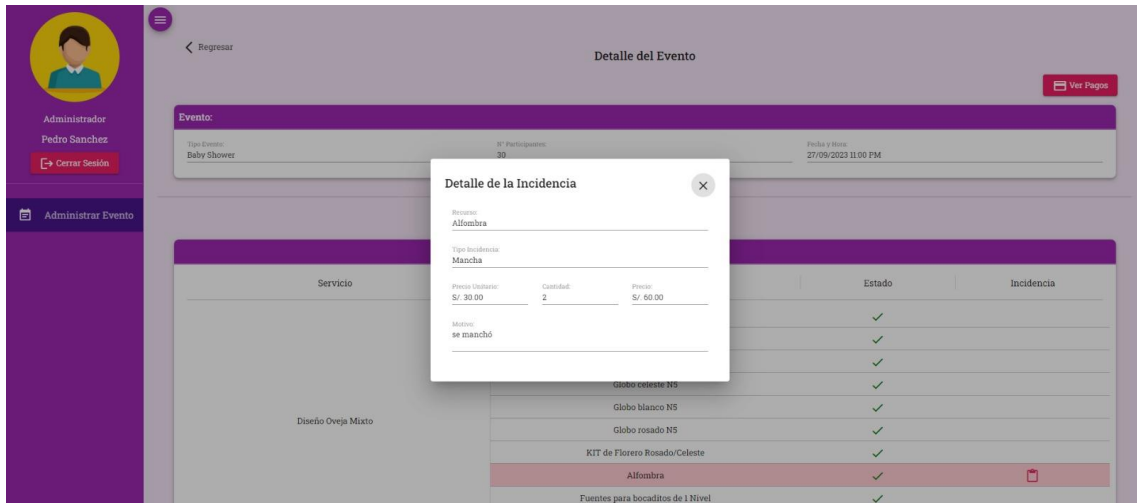 Regresar
Detalle del Evento
Ver Pagos
Administrador
Pedro Sanchez
Cerrar Sesión
Administrar Evento
Evento:
Tipo Evento: N° Participantes: Fecha y Hora:
Baby Shower 30 27/09/2023 11:00 PM
Detalle de la Incidencia
Recurso:
Alfombra
Tipo Incidencia:
Mancha
Precio Unitario: Cantidad: Precio:
S/. 30.00 2 S/. 60.00
Motivo:
se manchó
Servicio Estado Incidencia
Globo celeste N5
Globo blanco N5
Diseño Oveja Mixto
Globo rosado N5
KIT de Florero Rosado/Celeste
Alfombra
Fuentes para bocaditos de 1 Nivel